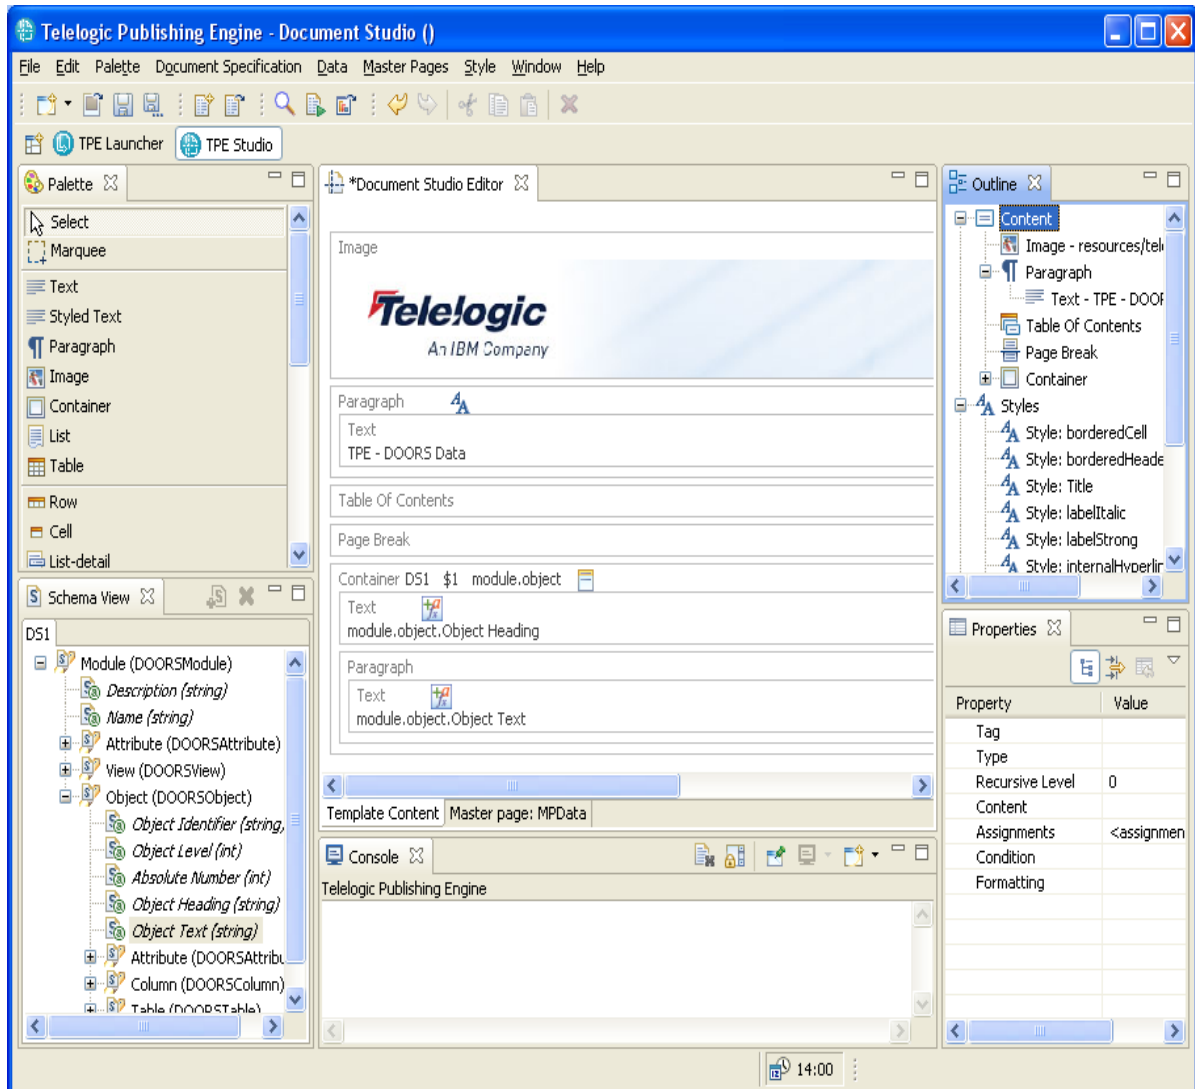 Telelogic Publishing Engine - Document Studio ()
File Edit Palette Document Specification Data Master Pages Style Window Help
TPE Launcher TPE Studio
Palette
Select
Marquee
Text
Styled Text
Paragraph
Image
Container
List
Table
Row
Cell
List-detail
Schema View
DS1
Module (DOORSModule)
Description (string)
Name (string)
Attribute (DOORSAttribute)
View (DOORSView)
Object (DOORSObject)
Object Identifier (string,
Object Level (int)
Absolute Number (int)
Object Heading (string)
Object Text (string)
Attribute (DOORSAttribu
Column (DOORSColumn)
Table (DOORSTable)
*Document Studio Editor
Image
Telelogic
An IBM Company
Paragraph
Text
TPE - DOORS Data
Table Of Contents
Page Break
Container DS1 $1 module.object
Text
module.object.Object Heading
Paragraph
Text
module.object.Object Text
Template Content Master page: MPData
Console
Telelogic Publishing Engine
Outline
Content
Image - resources/tel
Paragraph
Text - TPE - DOOR
Table Of Contents
Page Break
Container
Styles
Style: borderedCell
Style: borderedHeade
Style: Title
Style: labelItalic
Style: labelStrong
Style: internalHyperlin
Properties
Property Value
Tag
Type
Recursive Level 0
Content
Assignments <assignmen
Condition
Formatting
14:00